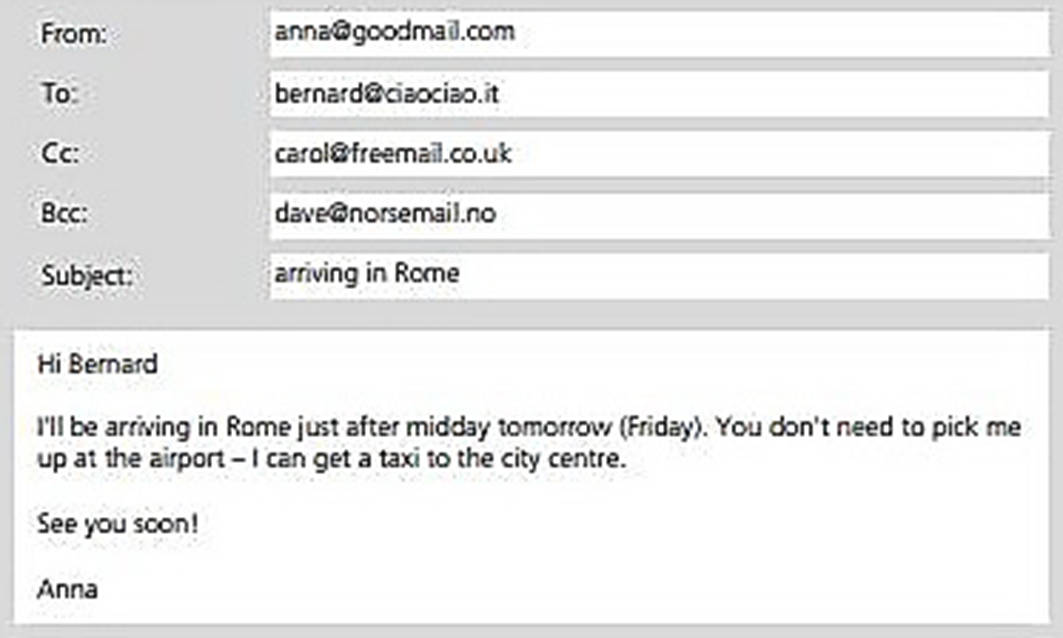 From: anna@goodmail.com
To: bernard@ciaociao.it
Cc: carol@freemail.co.uk
Bcc: dave@norsemail.no
Subject: arriving in Rome
Hi Bernard
I'll be arriving in Rome just after midday tomorrow (Friday). You don't need to pick me
up at the airport – I can get a taxi to the city centre.
See you soon!
Anna